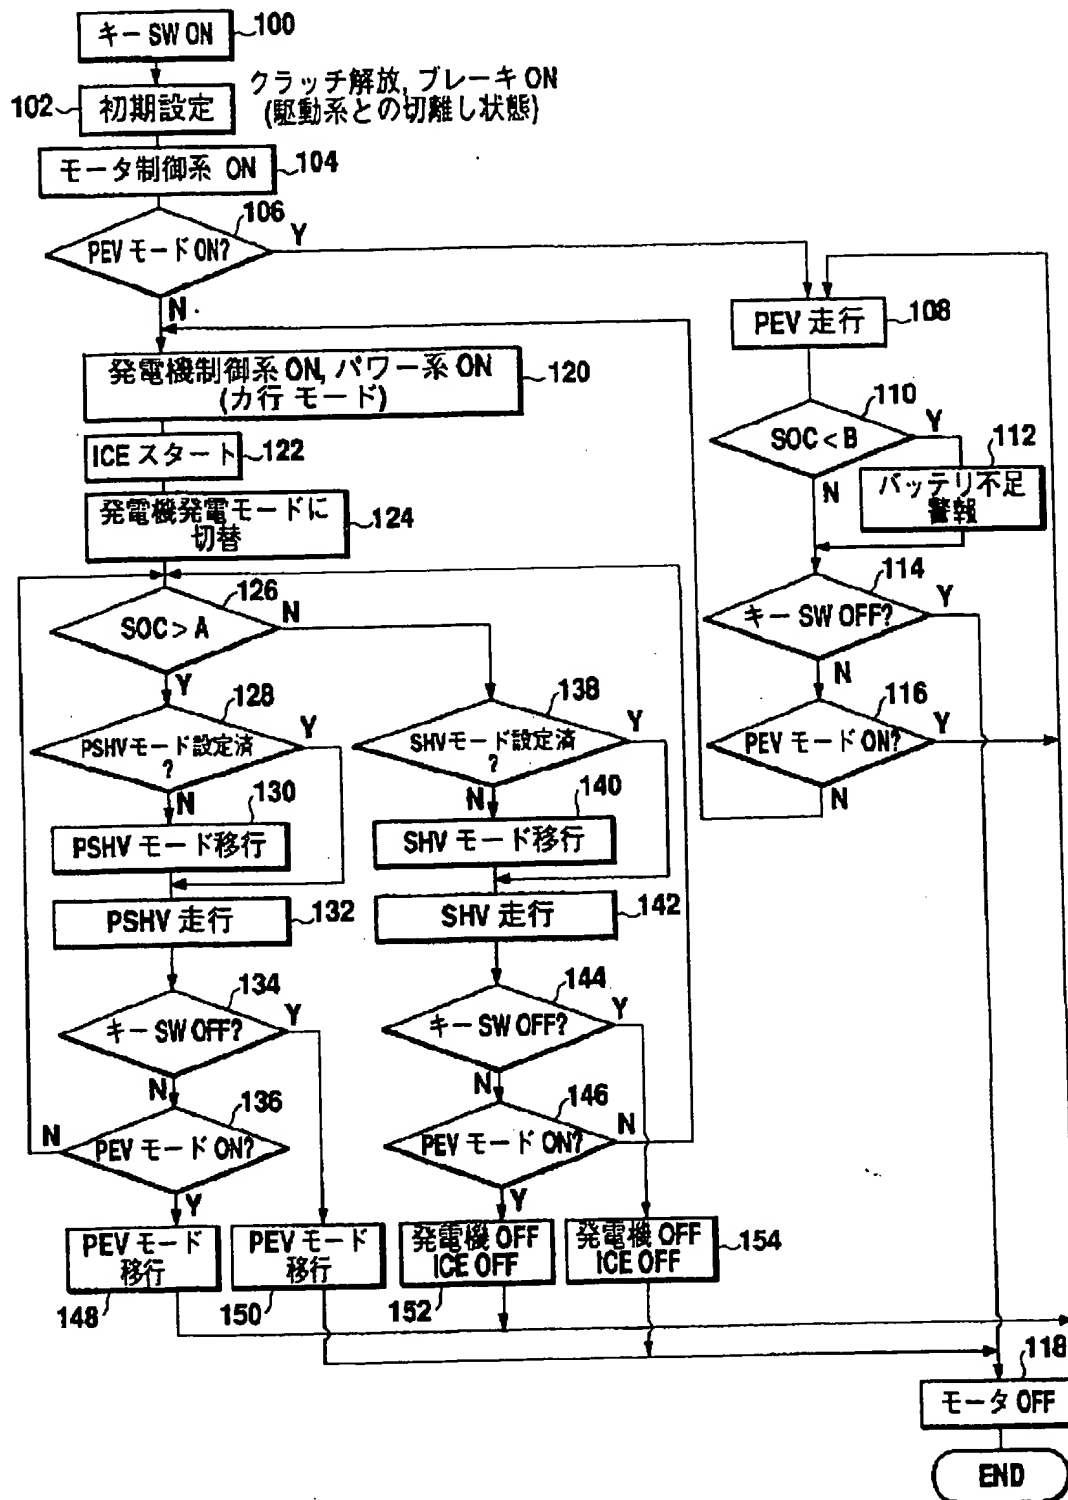 キー SW ON
100
クラッチ解放, ブレーキ ON
(駆動系との切離し状態)
102
初期設定
モータ制御系 ON
104
106
PEV モード ON?
Y
N
PEV 走行
108
発電機制御系 ON, パワー系 ON
(力行 モード)
120
110
SOC < B
Y
N
112
バッテリ不足
警報
ICE スタート
122
発電機発電モードに
切替
124
114
キー SW OFF?
Y
N
126
SOC > A
N
Y
116
PEV モード ON?
Y
N
128
PSHVモード設定済
?
Y
N
138
SHVモード設定済
?
Y
N
130
PSHV モード移行
140
SHV モード移行
PSHV 走行
132
SHV 走行
142
134
キー SW OFF?
Y
N
144
キー SW OFF?
Y
N
136
PEV モード ON?
N
Y
146
PEV モード ON?
N
Y
PEV モード
移行
148
PEV モード
移行
150
発電機 OFF
ICE OFF
152
発電機 OFF
ICE OFF
154
118
モータ OFF
END